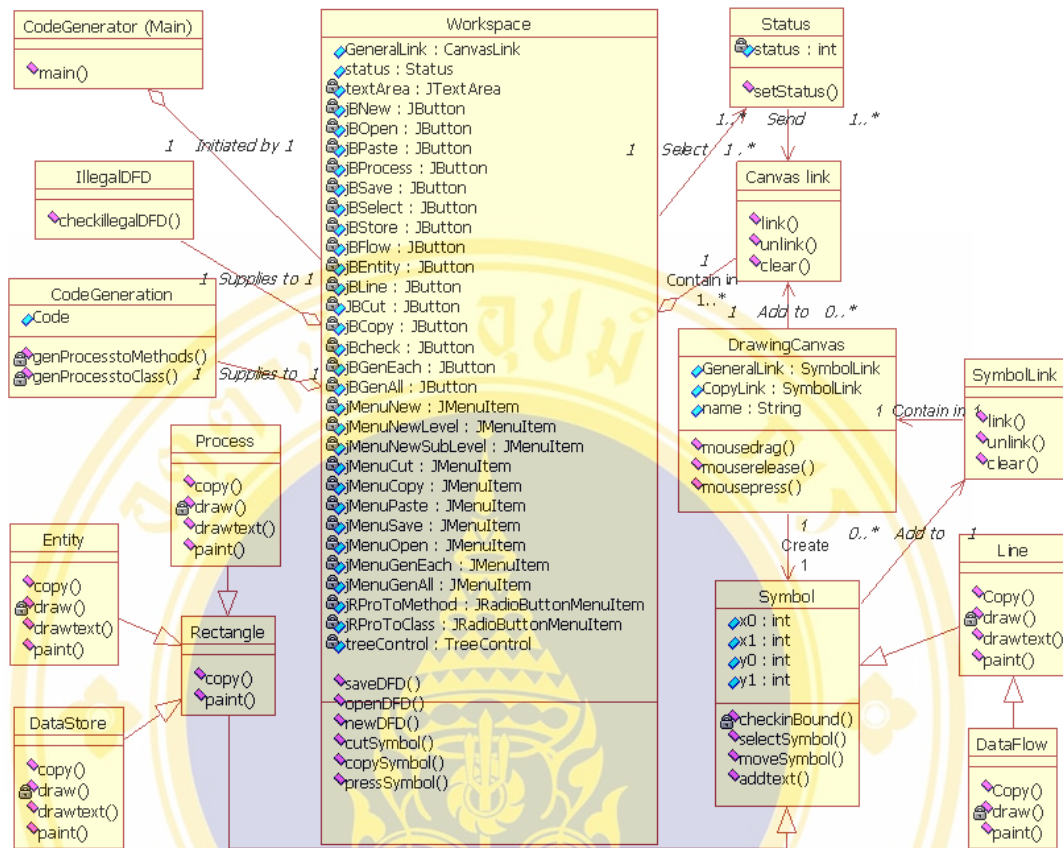 CodeGenerator (Main)
main()
1 Initiated by 1
IllegalDFD
checkillegalDFD()
1 Supplies to 1
CodeGeneration
Code
genProcesstoMethods()
genProcesstoClass()
1 Supplies to 1
Process
copy()
draw()
drawtext()
paint()
Entity
copy()
draw()
drawtext()
paint()
Rectangle
copy()
paint()
DataStore
copy()
draw()
drawtext()
paint()
Workspace
GeneralLink : CanvasLink
status : Status
textArea : JTextArea
jBNew : JButton
jBOpen : JButton
jBPaste : JButton
jBProcess : JButton
jBSave : JButton
jBSelect : JButton
jBStore : JButton
jBFlow : JButton
jBEntity : JButton
jBLine : JButton
JBCut : JButton
jBCopy : JButton
jBcheck : JButton
jBGenEach : JButton
jBGenAll : JButton
jMenuNew : JMenuItem
jMenuNewLevel : JMenuItem
jMenuNewSubLevel : JMenuItem
jMenuCut : JMenuItem
jMenuCopy : JMenuItem
jMenuPaste : JMenuItem
jMenuSave : JMenuItem
jMenuOpen : JMenuItem
jMenuGenEach : JMenuItem
jMenuGenAll : JMenuItem
jRProToMethod : JRadioButtonMenuItem
jRProToClass : JRadioButtonMenuItem
treeControl : TreeControl
saveDFD()
openDFD()
newDFD()
cutSymbol()
copySymbol()
pressSymbol()
Status
status : int
setStatus()
1..* Send 1..*
1 Select 1..*
Canvas link
link()
unlink()
clear()
1
Contain in
1..*
1 Add to 0..*
DrawingCanvas
GeneralLink : SymbolLink
CopyLink : SymbolLink
name : String
mousedrag()
mouserelease()
mousepress()
SymbolLink
link()
unlink()
clear()
1 Contain in 1
1
Create
1
0..* Add to 1
Symbol
x0 : int
x1 : int
y0 : int
y1 : int
checkinBound()
selectSymbol()
moveSymbol()
addtext()
Line
Copy()
draw()
drawtext()
paint()
DataFlow
Copy()
draw()
paint()